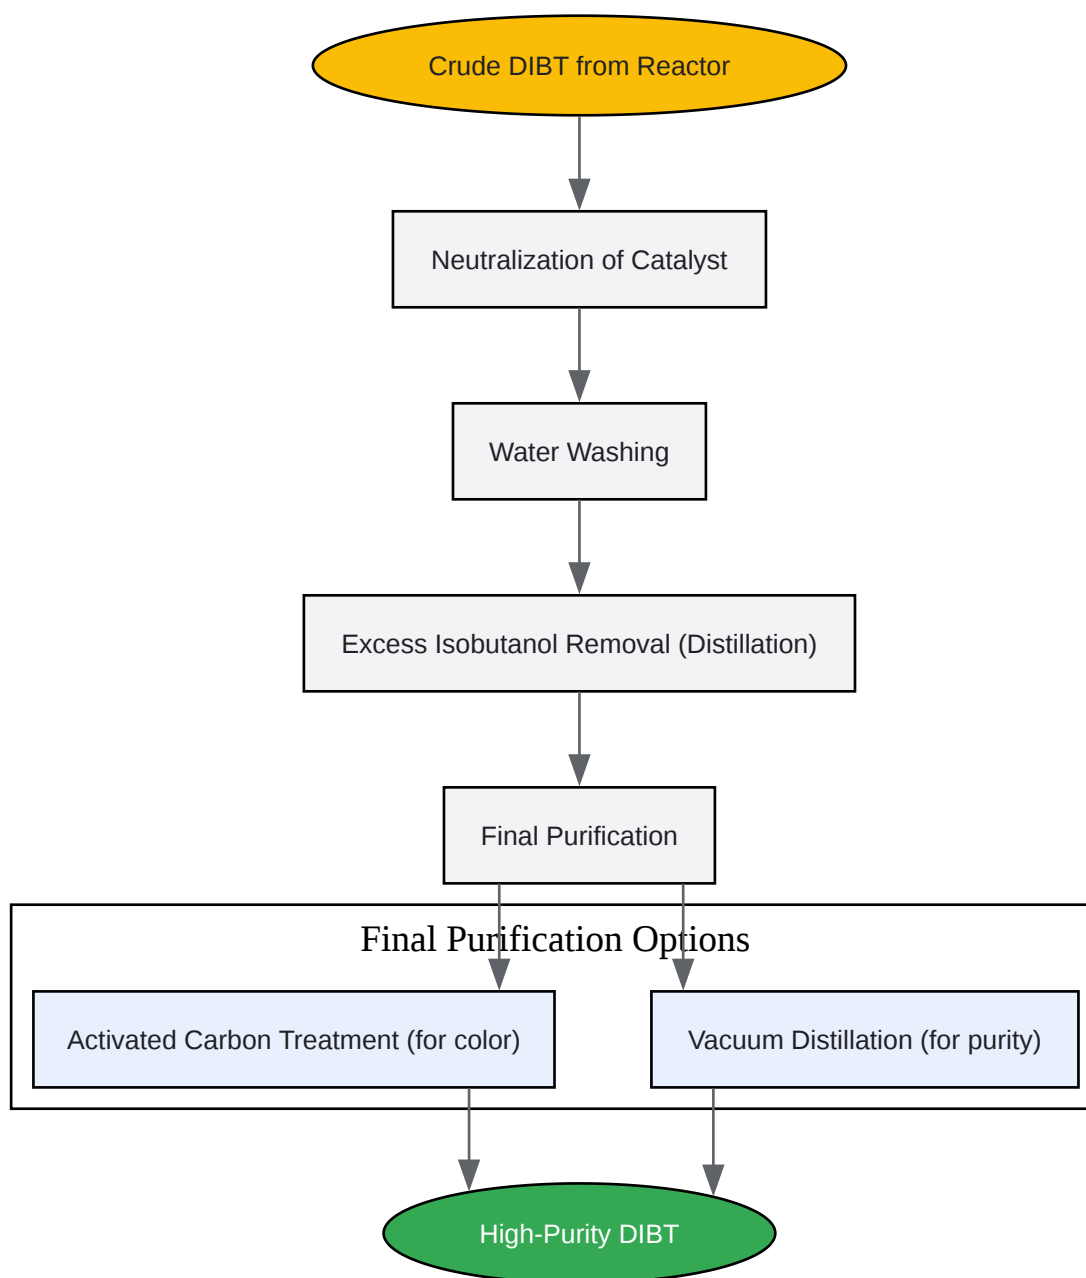 Crude DIBT from Reactor
Neutralization of Catalyst
Water Washing
Excess Isobutanol Removal (Distillation)
Final Purification
Final Purification Options
Activated Carbon Treatment (for color)
Vacuum Distillation (for purity)
High-Purity DIBT